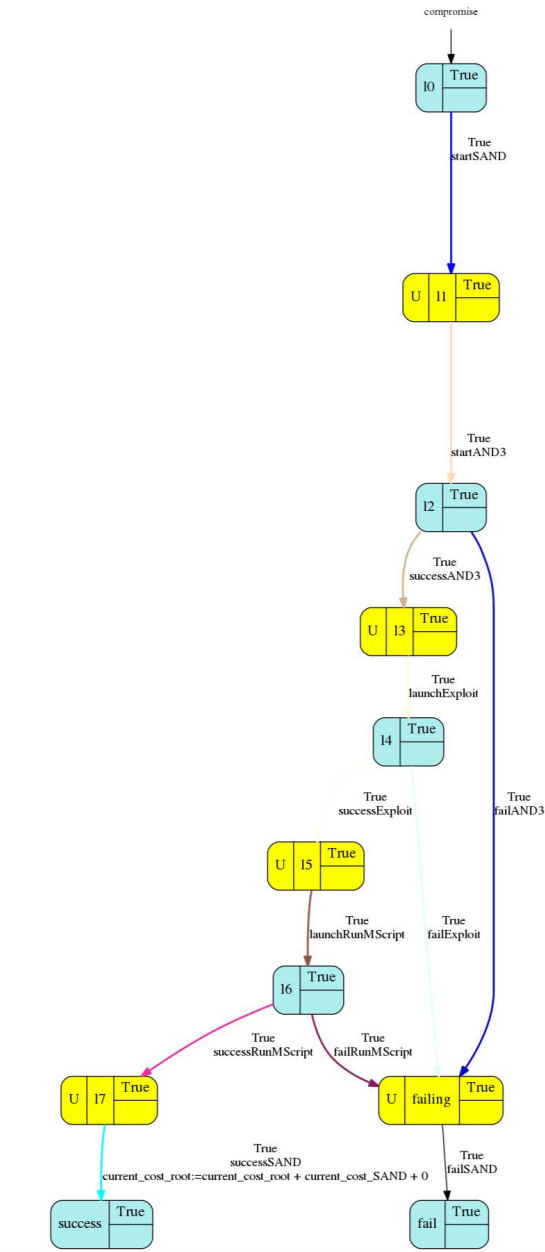 compromise
l0
True
True
startSAND
U
l1
True
True
startAND3
l2
True
True
successAND3
U
l3
True
True
launchExploit
l4
True
True
successExploit
True
failAND3
U
l5
True
True
launchRunMScript
True
failExploit
l6
True
True
successRunMScript
True
failRunMScript
U
l7
True
U
failing
True
True
successSAND
current_cost_root:=current_cost_root + current_cost_SAND + 0
True
failSAND
success
True
fail
True